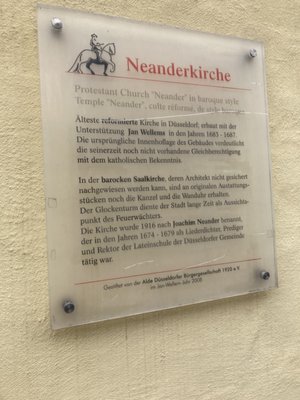 Neanderkirche
Protestant Church "Neander" in baroque style
Temple "Neander", culte réformé, de style baroque
Älteste reformierte Kirche in Düsseldorf, erbaut mit der
Unterstützung Jan Wellems in den Jahren 1683 - 1687.
Die ursprüngliche Innenhoflage des Gebäudes verdeutlicht
die seinerzeit noch nicht vorhandene Gleichberechtigung
mit dem katholischen Bekenntnis.
In der barocken Saalkirche, deren Architekt nicht gesichert
nachgewiesen werden kann, sind an originalen Ausstattungs-
stücken noch die Kanzel und die Wanduhr erhalten.
Der Glockenturm diente der Stadt lange Zeit als Aussichts-
punkt des Feuerwächters.
Die Kirche wurde 1916 nach Joachim Neander benannt,
der in den Jahren 1674 - 1679 als Liederdichter, Prediger
und Rektor der Lateinschule der Düsseldorfer Gemeinde
tätig war.
Gestiftet von der Alde Düsseldorfer Bürgergesellschaft 1920 e.V.
im Jan-Wellem-Jahr 2008